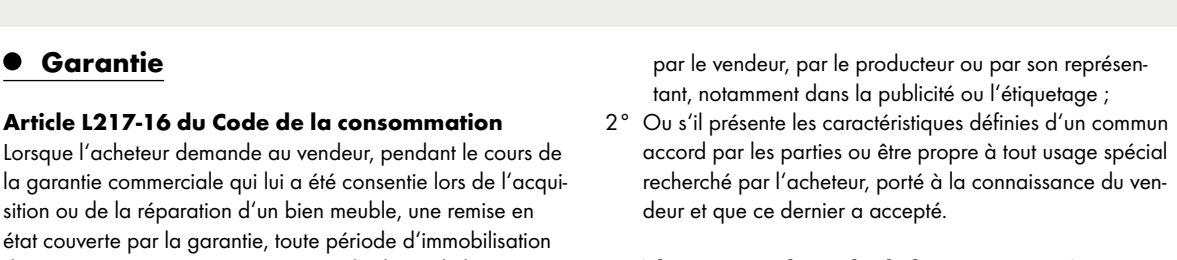 ● Garantie
Article L217-16 du Code de la consommation
Lorsque l'acheteur demande au vendeur, pendant le cours de
la garantie commerciale qui lui a été consentie lors de l'acqui-
sition ou de la réparation d'un bien meuble, une remise en
état couverte par la garantie, toute période d'immobilisation
par le vendeur, par le producteur ou par son représen-
tant, notamment dans la publicité ou l'étiquetage ;
2° Ou s'il présente les caractéristiques définies d'un commun
accord par les parties ou être propre à tout usage spécial
recherché par l'acheteur, porté à la connaissance du ven-
deur et que ce dernier a accepté.